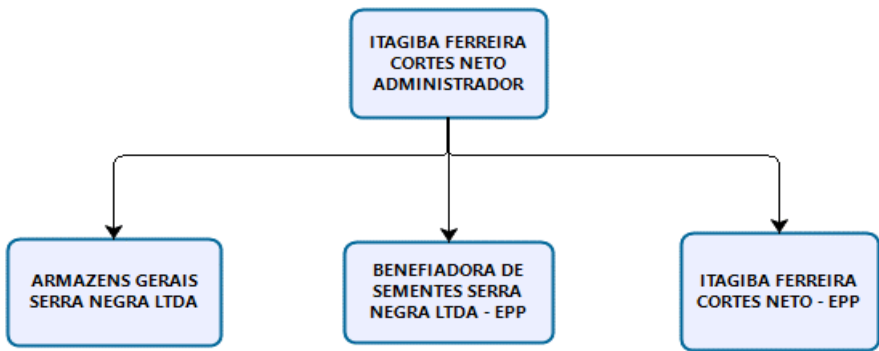 ITAGIBA FERREIRA
CORTES NETO
ADMINISTRADOR
ARMAZENS GERAIS
SERRA NEGRA LTDA
BENEFIADORA DE
SEMENTES SERRA
NEGRA LTDA - EPP
ITAGIBA FERREIRA
CORTES NETO - EPP